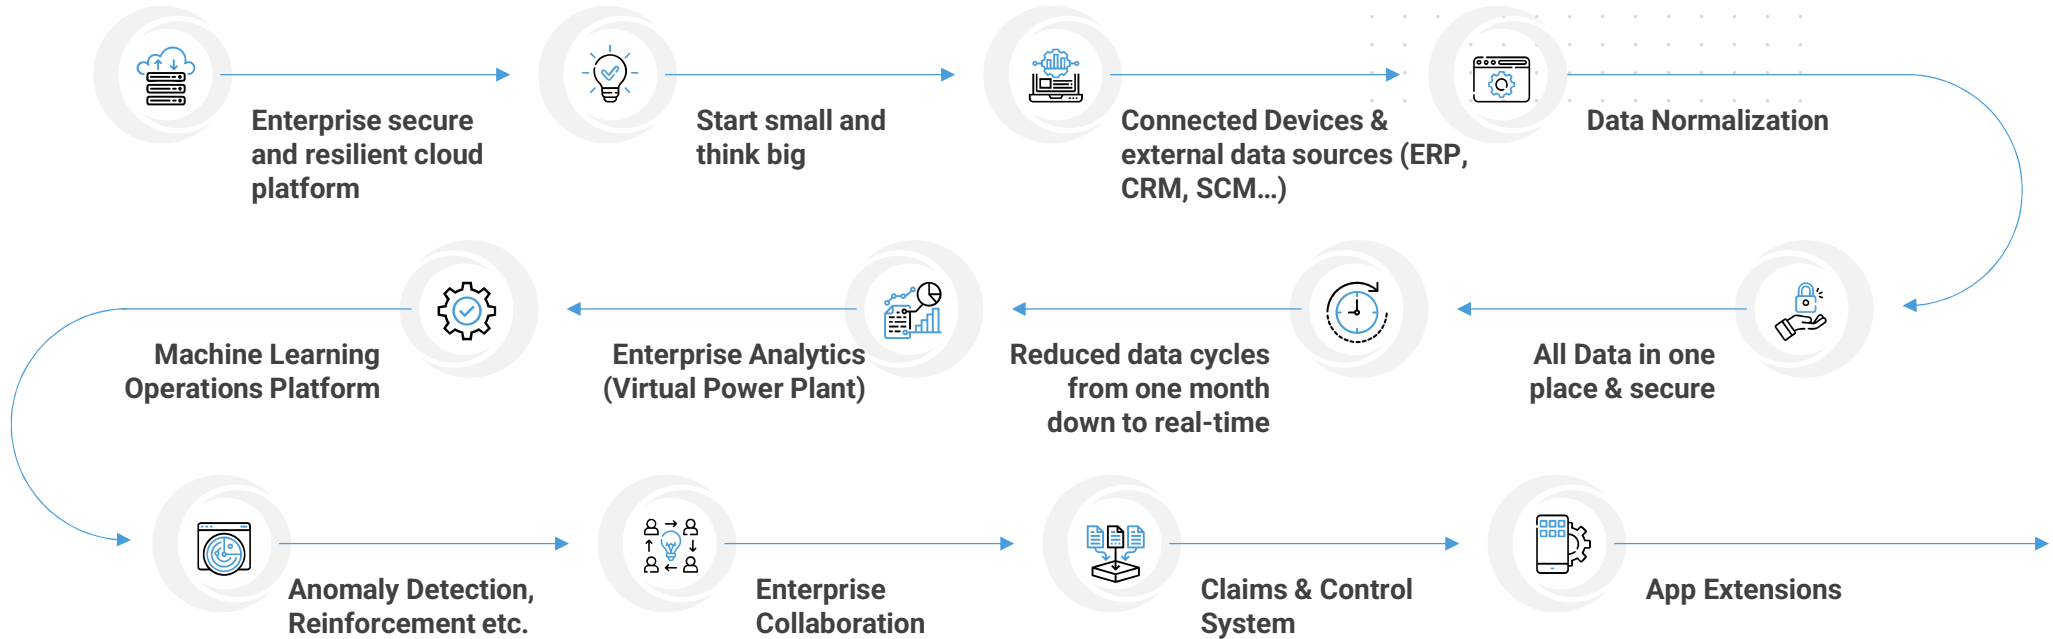 Enterprise secure
and resilient cloud
platform
Start small and
think big
Connected Devices &
external data sources (ERP,
CRM, SCM...)
Data Normalization
All Data in one
place & secure
Reduced data cycles
from one month
down to real-time
Enterprise Analytics
(Virtual Power Plant)
Machine Learning
Operations Platform
Anomaly Detection,
Reinforcement etc.
Enterprise
Collaboration
Claims & Control
System
App Extensions